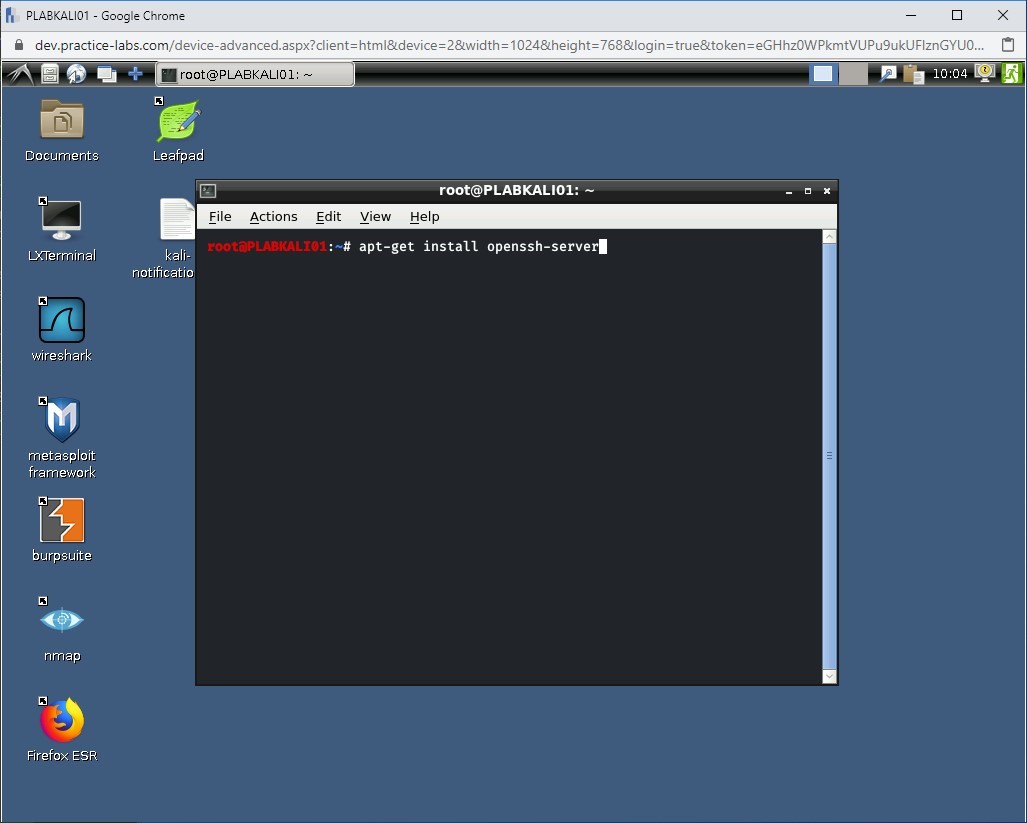 PLABKALI01 - Google Chrome
dev.practice-labs.com/device-advanced.aspx?client=html&device=2&width=1024&height=768&login=true&token=eGHhz0WPkmtVUPu9ukUFIznGYU0...
root@PLABKALI01: ~
10:04
Documents
Leafpad
LXTerminal
kali-
notificatio
wireshark
metasploit
framework
burpsuite
nmap
Firefox ESR
root@PLABKALI01: ~
File Actions Edit View Help
root@PLABKALI01:~# apt-get install openssh-server